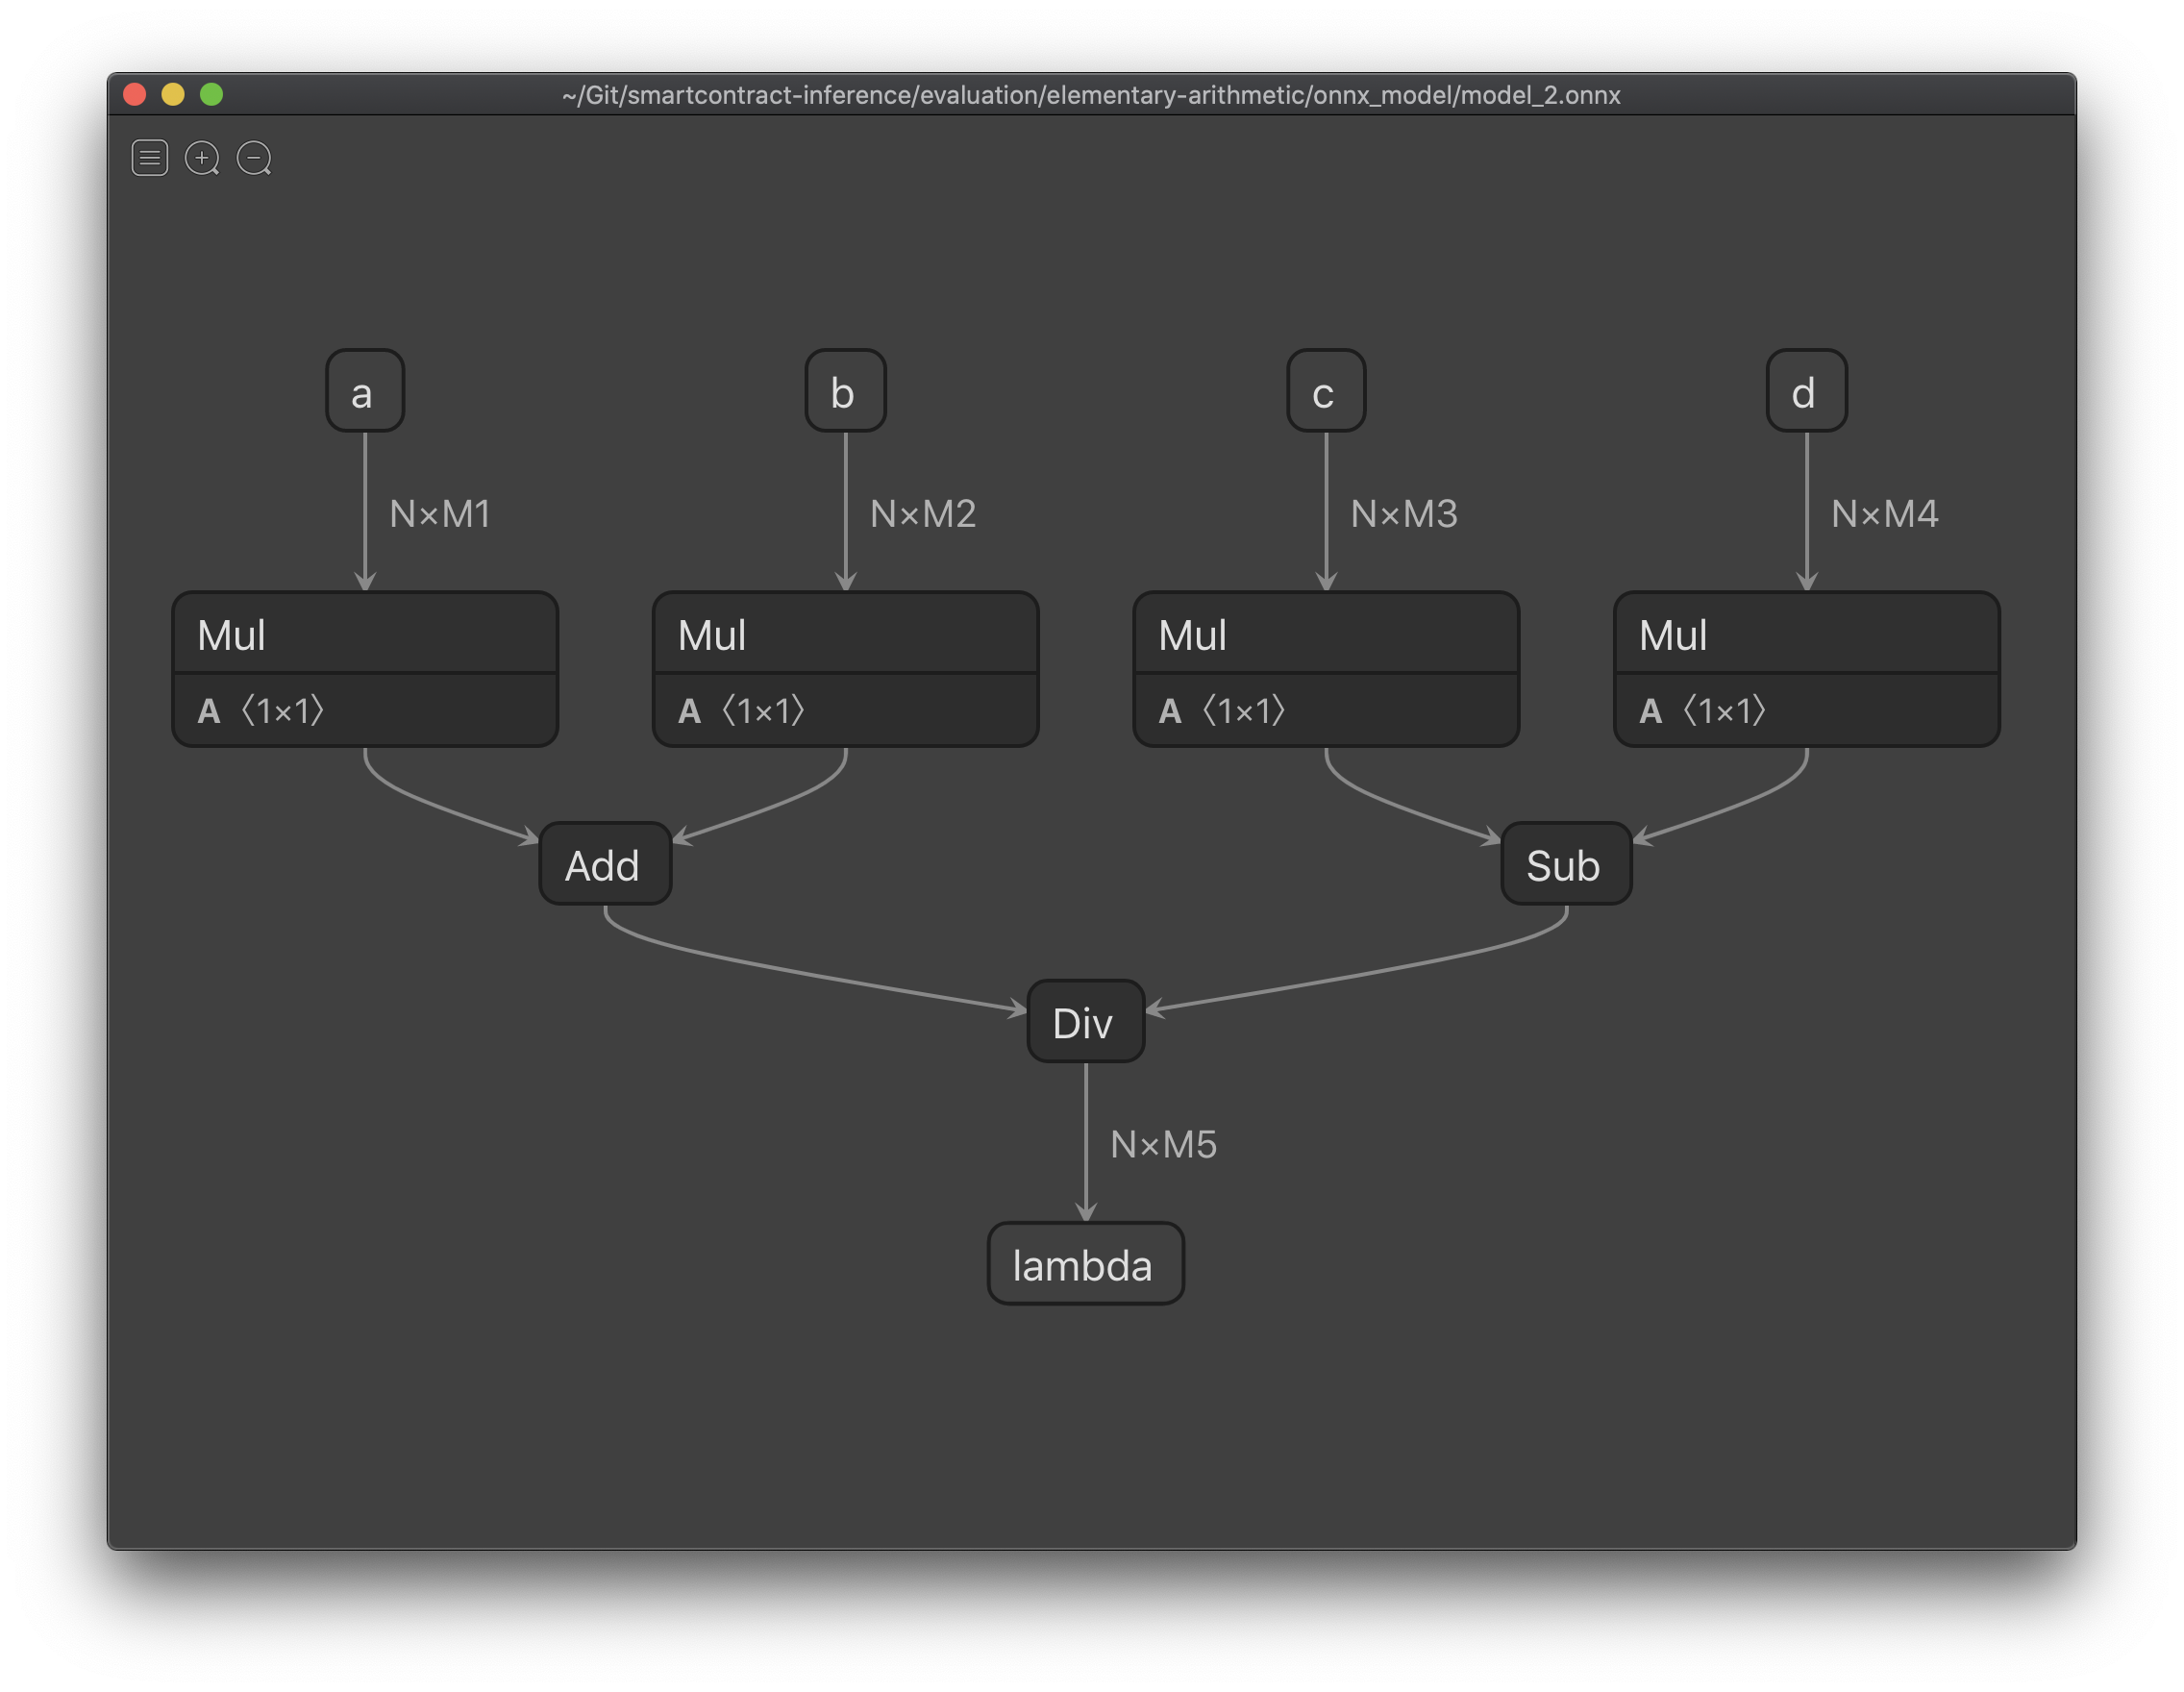 ~/Git/smartcontract-inference/evaluation/elementary-arithmetic/onnx_model/model_2.onnx
a b c d
N×M1 N×M2 N×M3 N×M4
Mul Mul Mul Mul
A 〈1×1〉 A 〈1×1〉 A 〈1×1〉 A 〈1×1〉
Add Sub
Div
N×M5
lambda